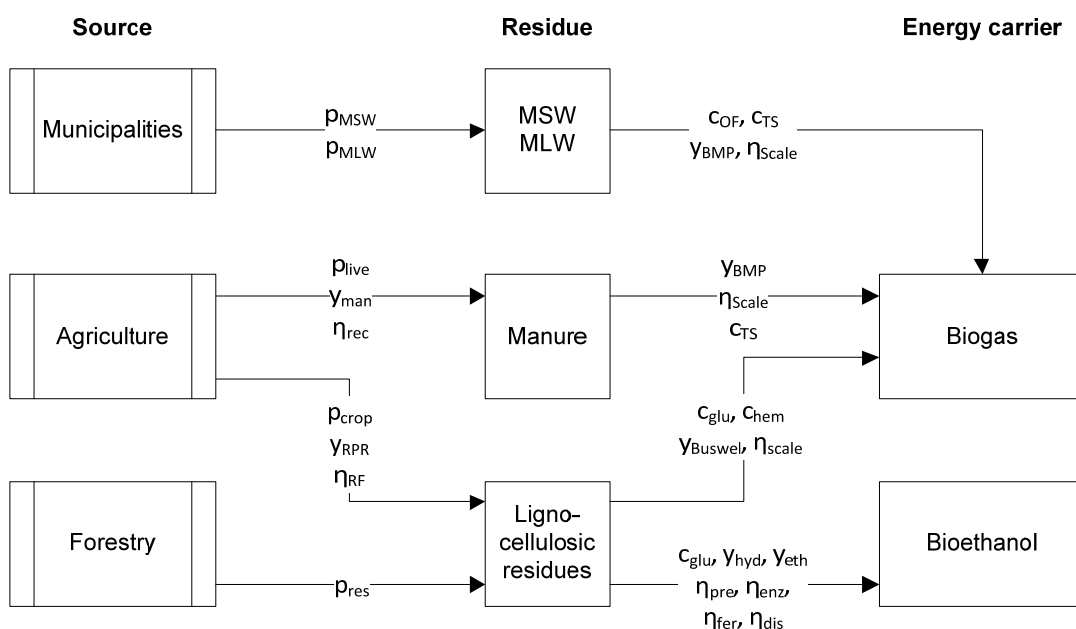 Source
Residue
Energy carrier
Municipalities
pMSW
pMLW
MSW
MLW
cOF, cTS
yBMP, ηScale
Agriculture
plive
yman
ηrec
Manure
yBMP
ηScale
cTS
Biogas
pcrop
yRPR
ηRF
cglu, chem
yBuswel, ηscale
Forestry
pres
Ligno-
cellulosic
residues
cglu, yhyd, yeth
ηpre, ηenz,
ηfer, ηdis
Bioethanol